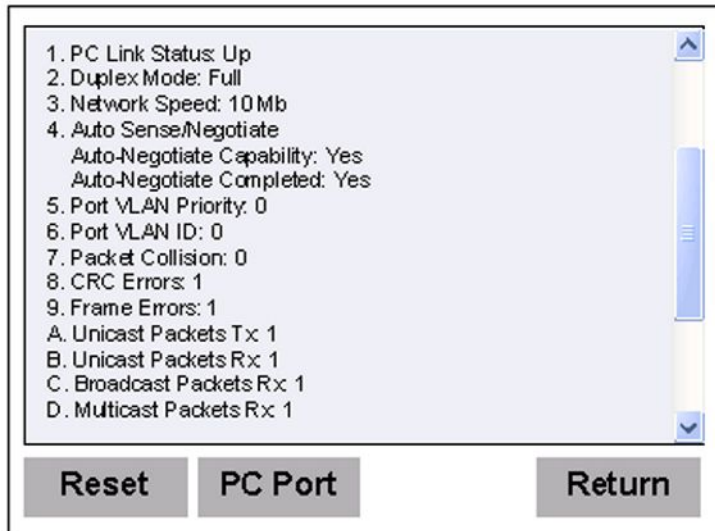 1. PC Link Status: Up
2. Duplex Mode: Full
3. Network Speed: 10Mb
4. Auto Sense/Negotiate
Auto-Negotiate Capability: Yes
Auto-Negotiate Completed: Yes
5. Port VLAN Priority: 0
6. Port VLAN ID: 0
7. Packet Collision: 0
8. CRC Errors: 1
9. Frame Errors: 1
A. Unicast Packets Tx: 1
B. Unicast Packets Rx: 1
C. Broadcast Packets Rx: 1
D. Multicast Packets Rx: 1
Reset PC Port Return